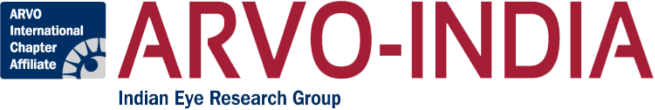 ARVO
International
Chapter
Affiliate
ARVO-INDIA
Indian Eye Research Group